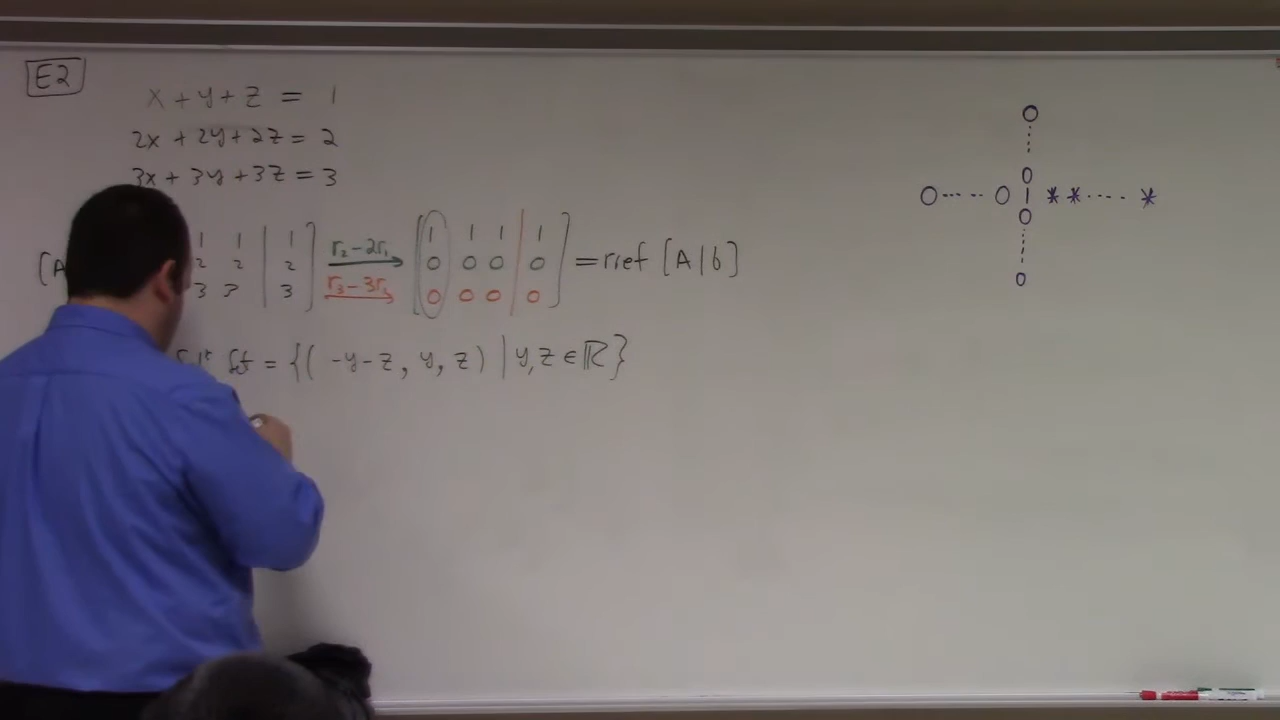 E2
x + y + z = 1
2x + 2y + 2z = 2
3x + 3y + 3z = 3
[A 1 1 | 1 r₂-2r₁ 1 1 1 | 1
2 2 | 2 0 0 0 | 0 = rref [A|b]
3 3 | 3 r₃-3r₁ 0 0 0 | 0
Set = {( -y-z, y, z) | y, z ∈ ℝ}
0
0
0 ... 0 1 * * ... *
0
0